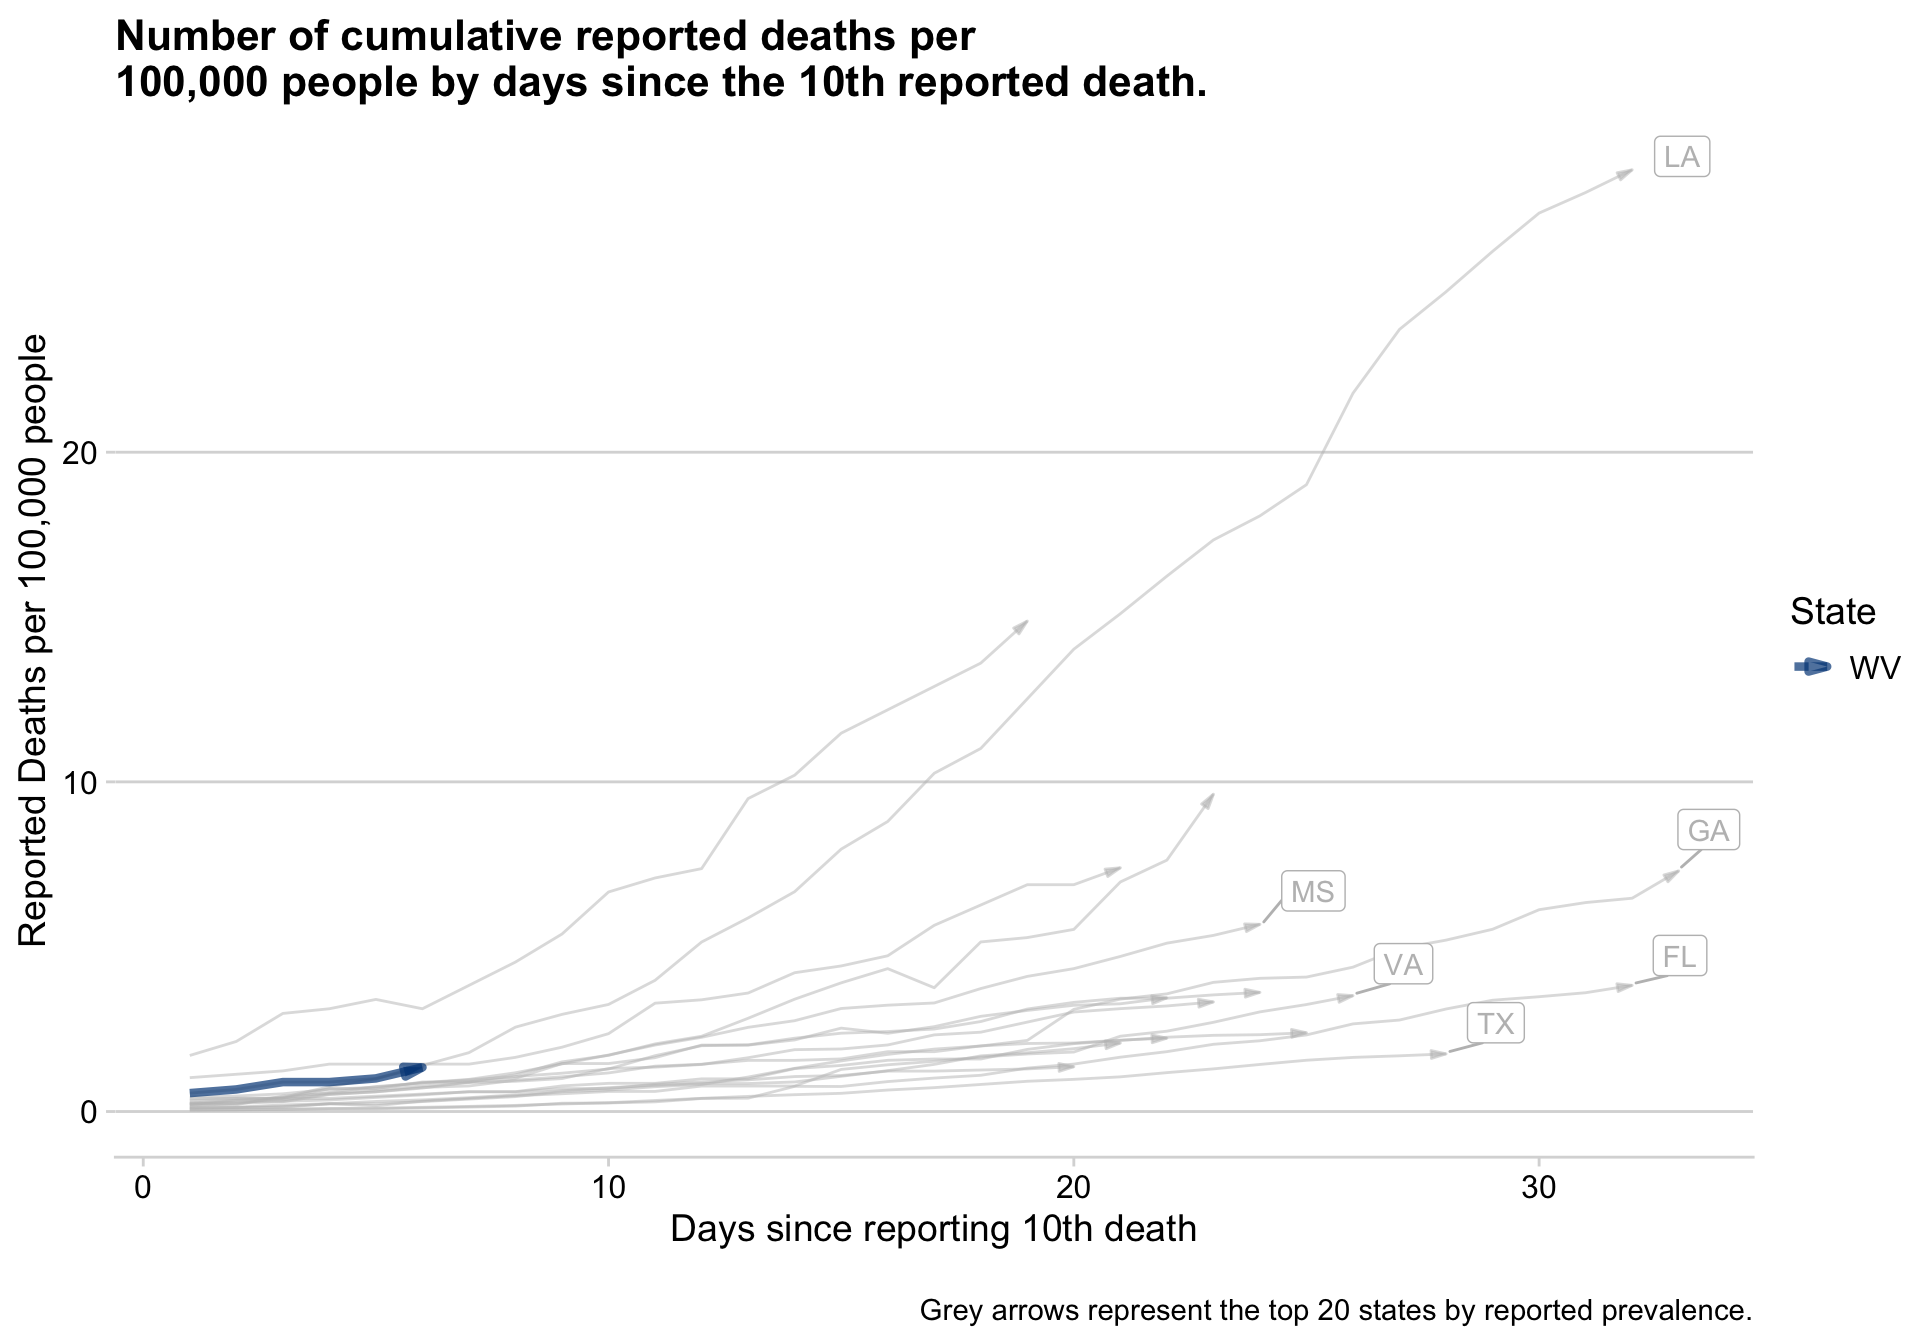 Number of cumulative reported deaths per
100,000 people by days since the 10th reported death.
LA
20
10
0
Reported Deaths per 100,000 people
GA
MS
FL
VA
TX
State
WV
0 10 20 30
Days since reporting 10th death
Grey arrows represent the top 20 states by reported prevalence.